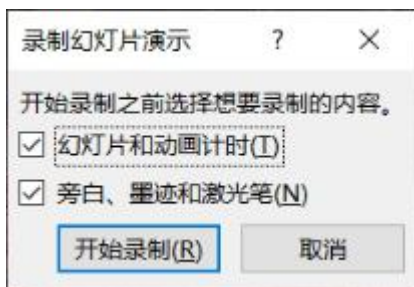 录制幻灯片演示 ? ×
开始录制之前选择想要录制的内容。
幻灯片和动画计时(T)
旁白、墨迹和激光笔(N)
开始录制(R) 取消